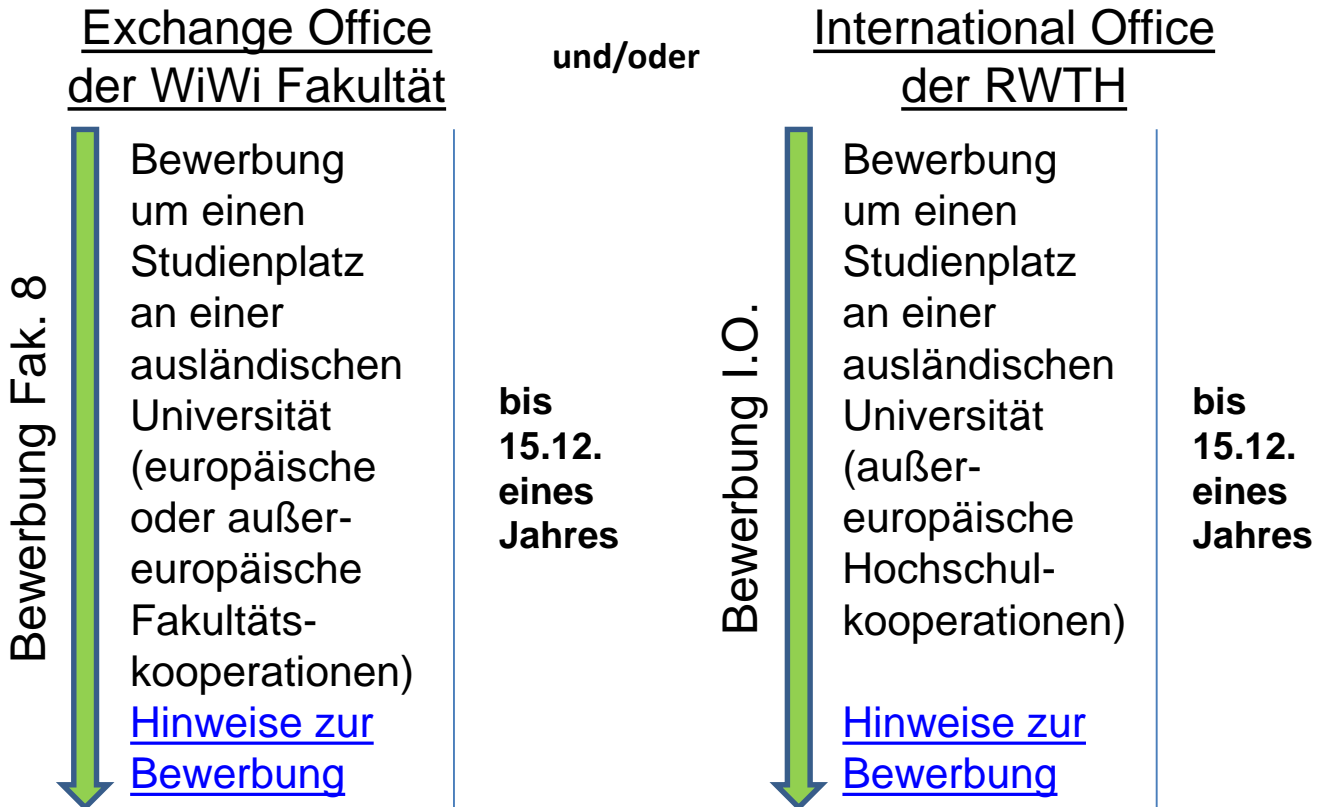 Exchange Office
der WiWi Fakultät
und/oder
International Office
der RWTH
Bewerbung Fak. 8
Bewerbung
um einen
Studienplatz
an einer
ausländischen
Universität
(europäische
oder außer-
europäische
Fakultäts-
kooperationen)
Hinweise zur
Bewerbung
bis
15.12.
eines
Jahres
Bewerbung I.O.
Bewerbung
um einen
Studienplatz
an einer
ausländischen
Universität
(außer-
europäische
Hochschul-
kooperationen)
Hinweise zur
Bewerbung
bis
15.12.
eines
Jahres